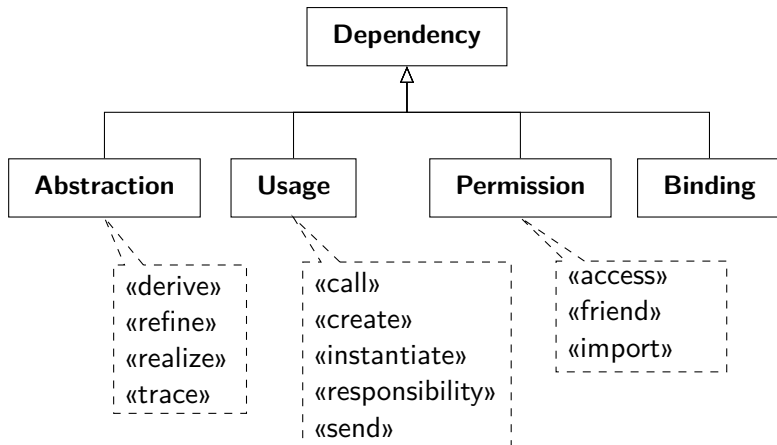 Dependency
Abstraction
Usage
Permission
Binding
«derive»
«refine»
«realize»
«trace»
«call»
«create»
«instantiate»
«responsibility»
«send»
«access»
«friend»
«import»